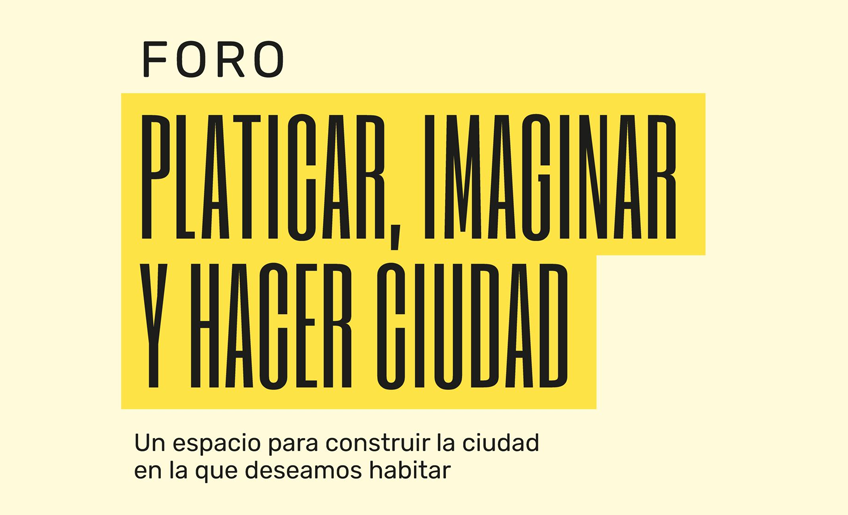 FORO
PLATICAR, IMAGINAR
Y HACER CIUDAD
Un espacio para construir la ciudad
en la que deseamos habitar